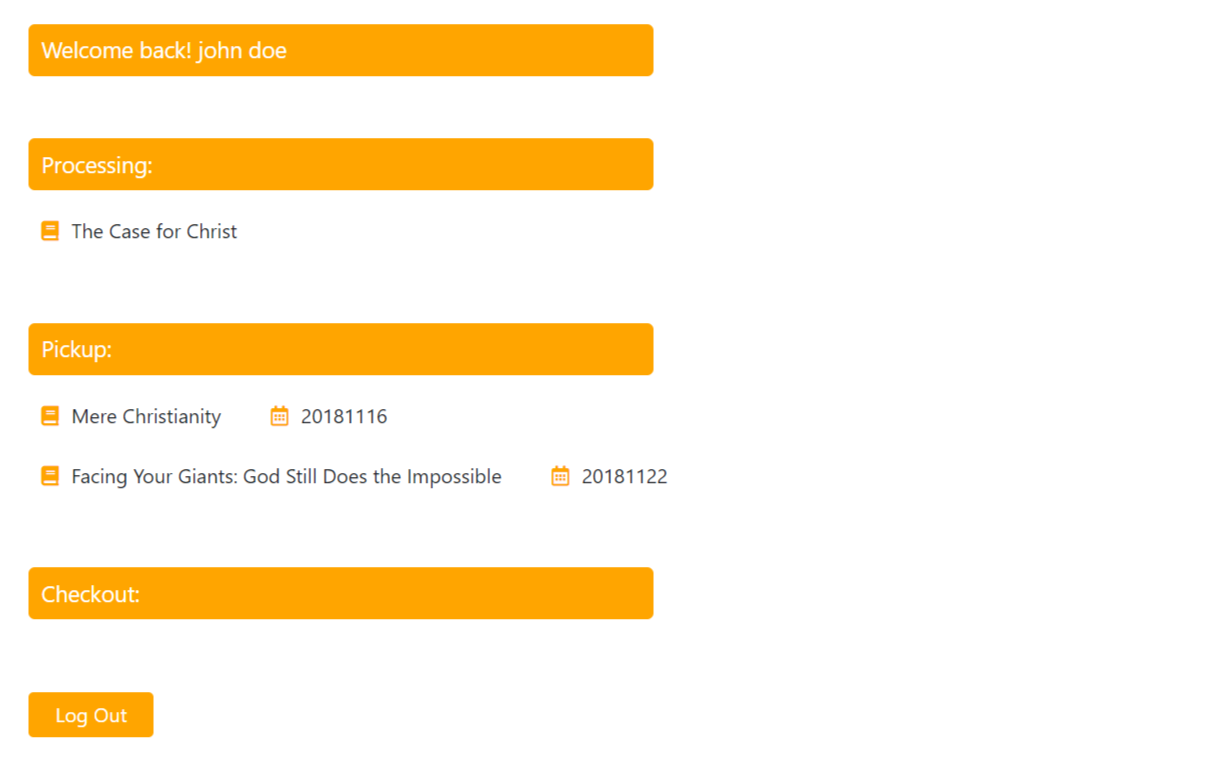 Welcome back! john doe
Processing:
The Case for Christ
Pickup:
Mere Christianity 20181116
Facing Your Giants: God Still Does the Impossible 20181122
Checkout:
Log Out